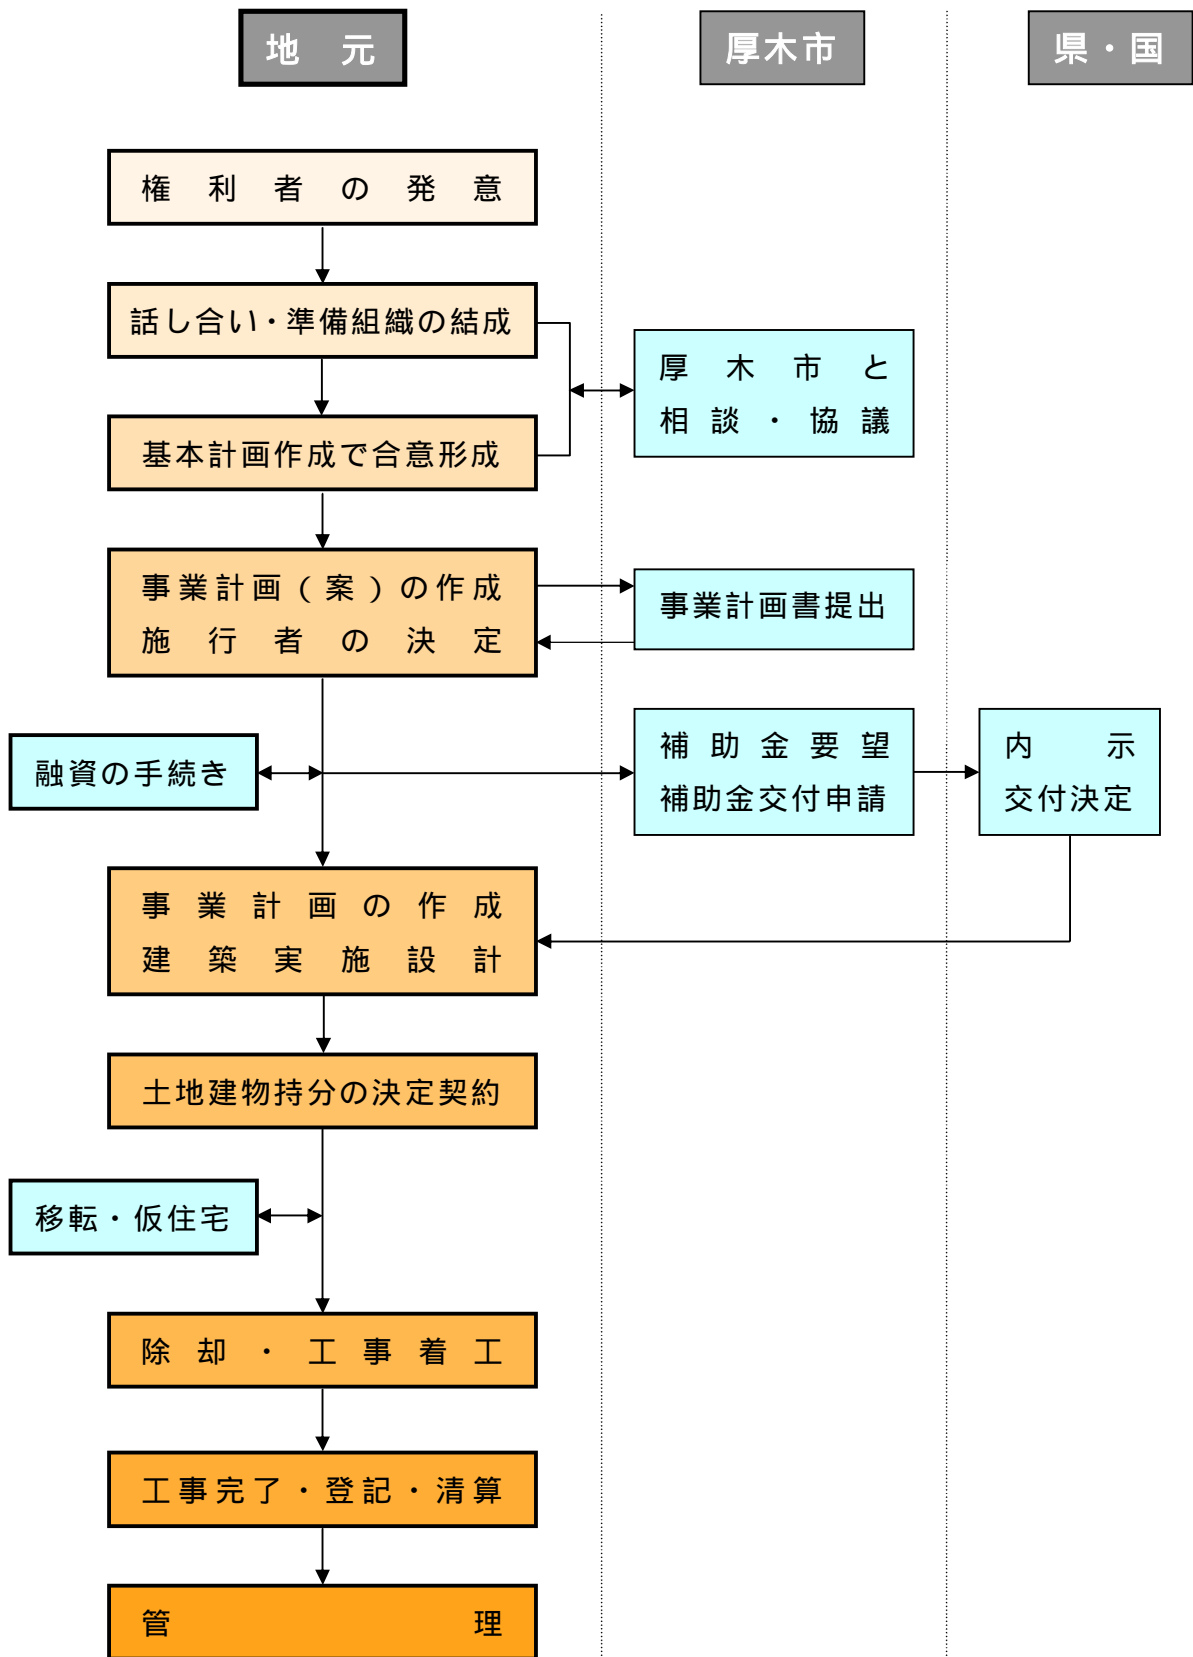 地　元
厚木市
県・国
権利者の発意
話し合い・準備組織の結成
厚木市と
相談・協議
基本計画作成で合意形成
事業計画（案）の作成
施行者の決定
事業計画書提出
融資の手続き
補助金要望
補助金交付申請
内　示
交付決定
事業計画の作成
建築実施設計
土地建物持分の決定契約
移転・仮住宅
除却・工事着工
工事完了・登記・清算
管　理